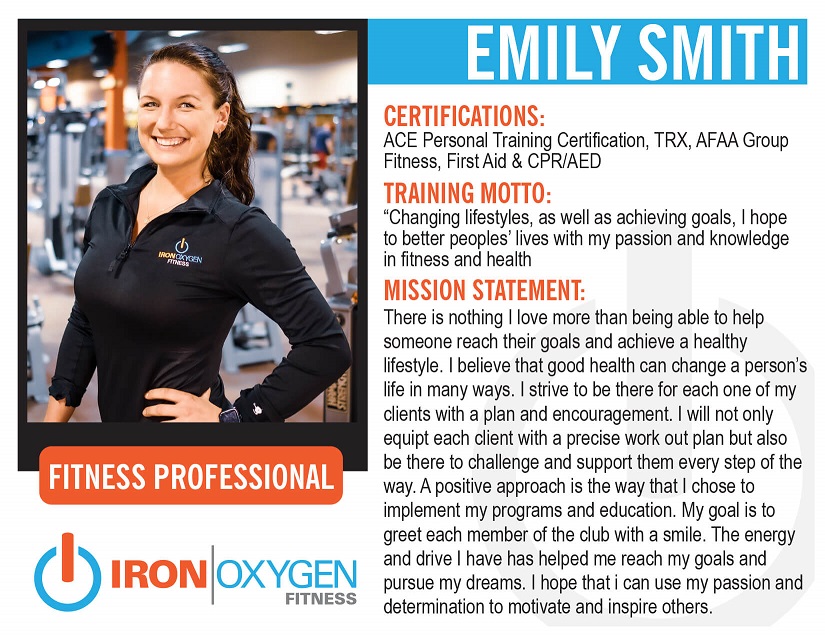 EMILY SMITH
CERTIFICATIONS:
ACE Personal Training Certification, TRX, AFAA Group
Fitness, First Aid & CPR/AED
TRAINING MOTTO:
“Changing lifestyles, as well as achieving goals, I hope
to better peoples’ lives with my passion and knowledge
in fitness and health
MISSION STATEMENT:
There is nothing I love more than being able to help
someone reach their goals and achieve a healthy
lifestyle. I believe that good health can change a person’s
life in many ways. I strive to be there for each one of my
clients with a plan and encouragement. I will not only
equipt each client with a precise work out plan but also
be there to challenge and support them every step of the
way. A positive approach is the way that I chose to
implement my programs and education. My goal is to
greet each member of the club with a smile. The energy
and drive I have has helped me reach my goals and
pursue my dreams. I hope that i can use my passion and
determination to motivate and inspire others.
IRONOXYGEN
FITNESS
FITNESS PROFESSIONAL
IRON|OXYGEN
FITNESS